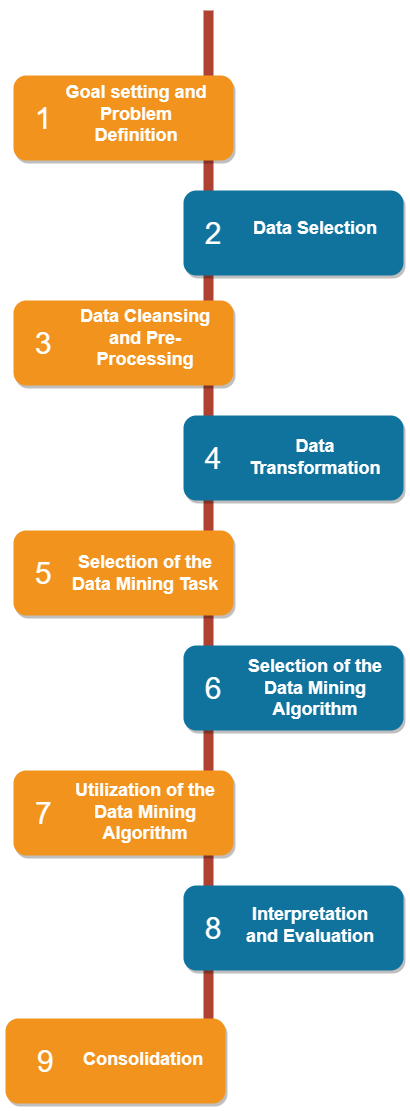 1
Goal setting and
Problem
Definition
2
Data Selection
3
Data Cleansing
and Pre-
Processing
4
Data
Transformation
5
Selection of the
Data Mining Task
6
Selection of the
Data Mining
Algorithm
7
Utilization of the
Data Mining
Algorithm
8
Interpretation
and Evaluation
9
Consolidation